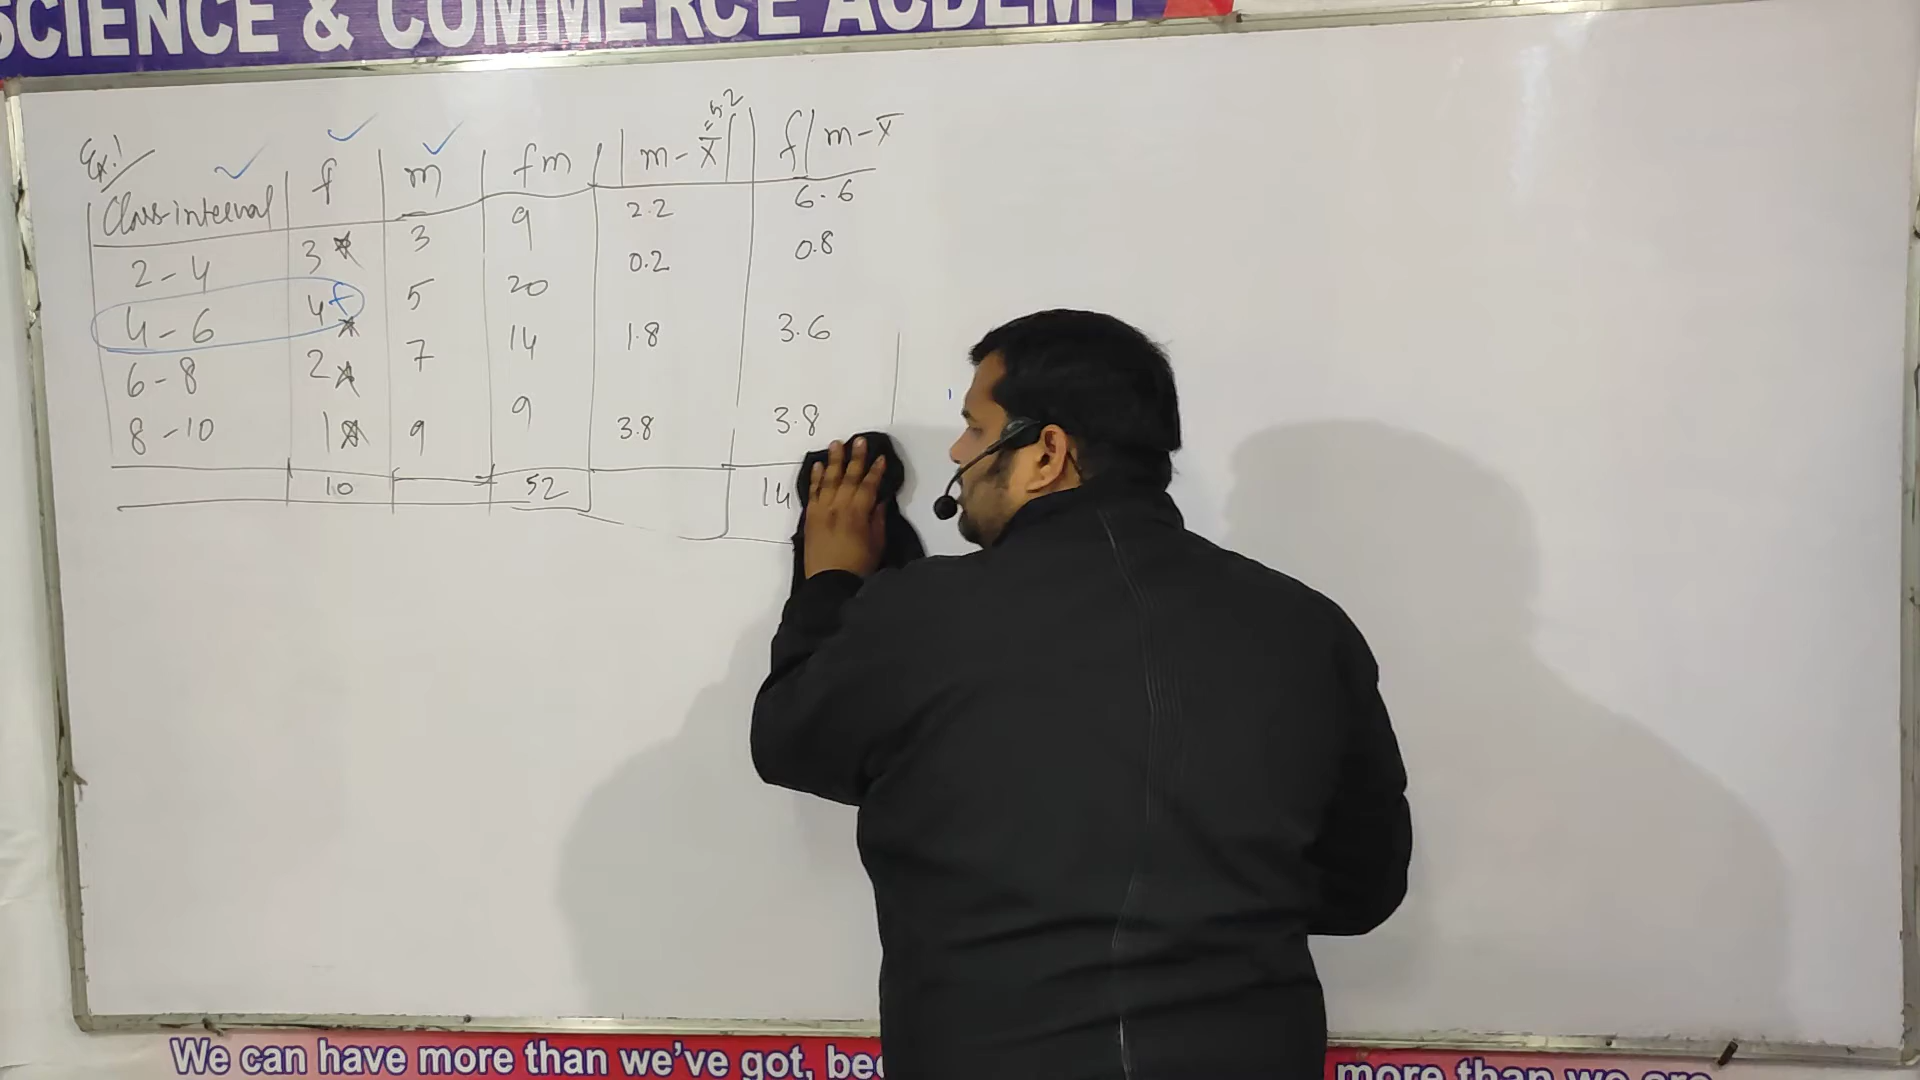 SCIENCE & COMMERCE ACDEMY
Ex!
Class-interval f m fm |m - x̄| = 5.2 f|m - x̄
2 - 4 3 3 9 2.2 6.6
4 - 6 4 f 5 20 0.2 0.8
6 - 8 2 7 14 1.8 3.6
8 - 10 1 9 9 3.8 3.8
10 52 14
We can have more than we've got, bec more than we are